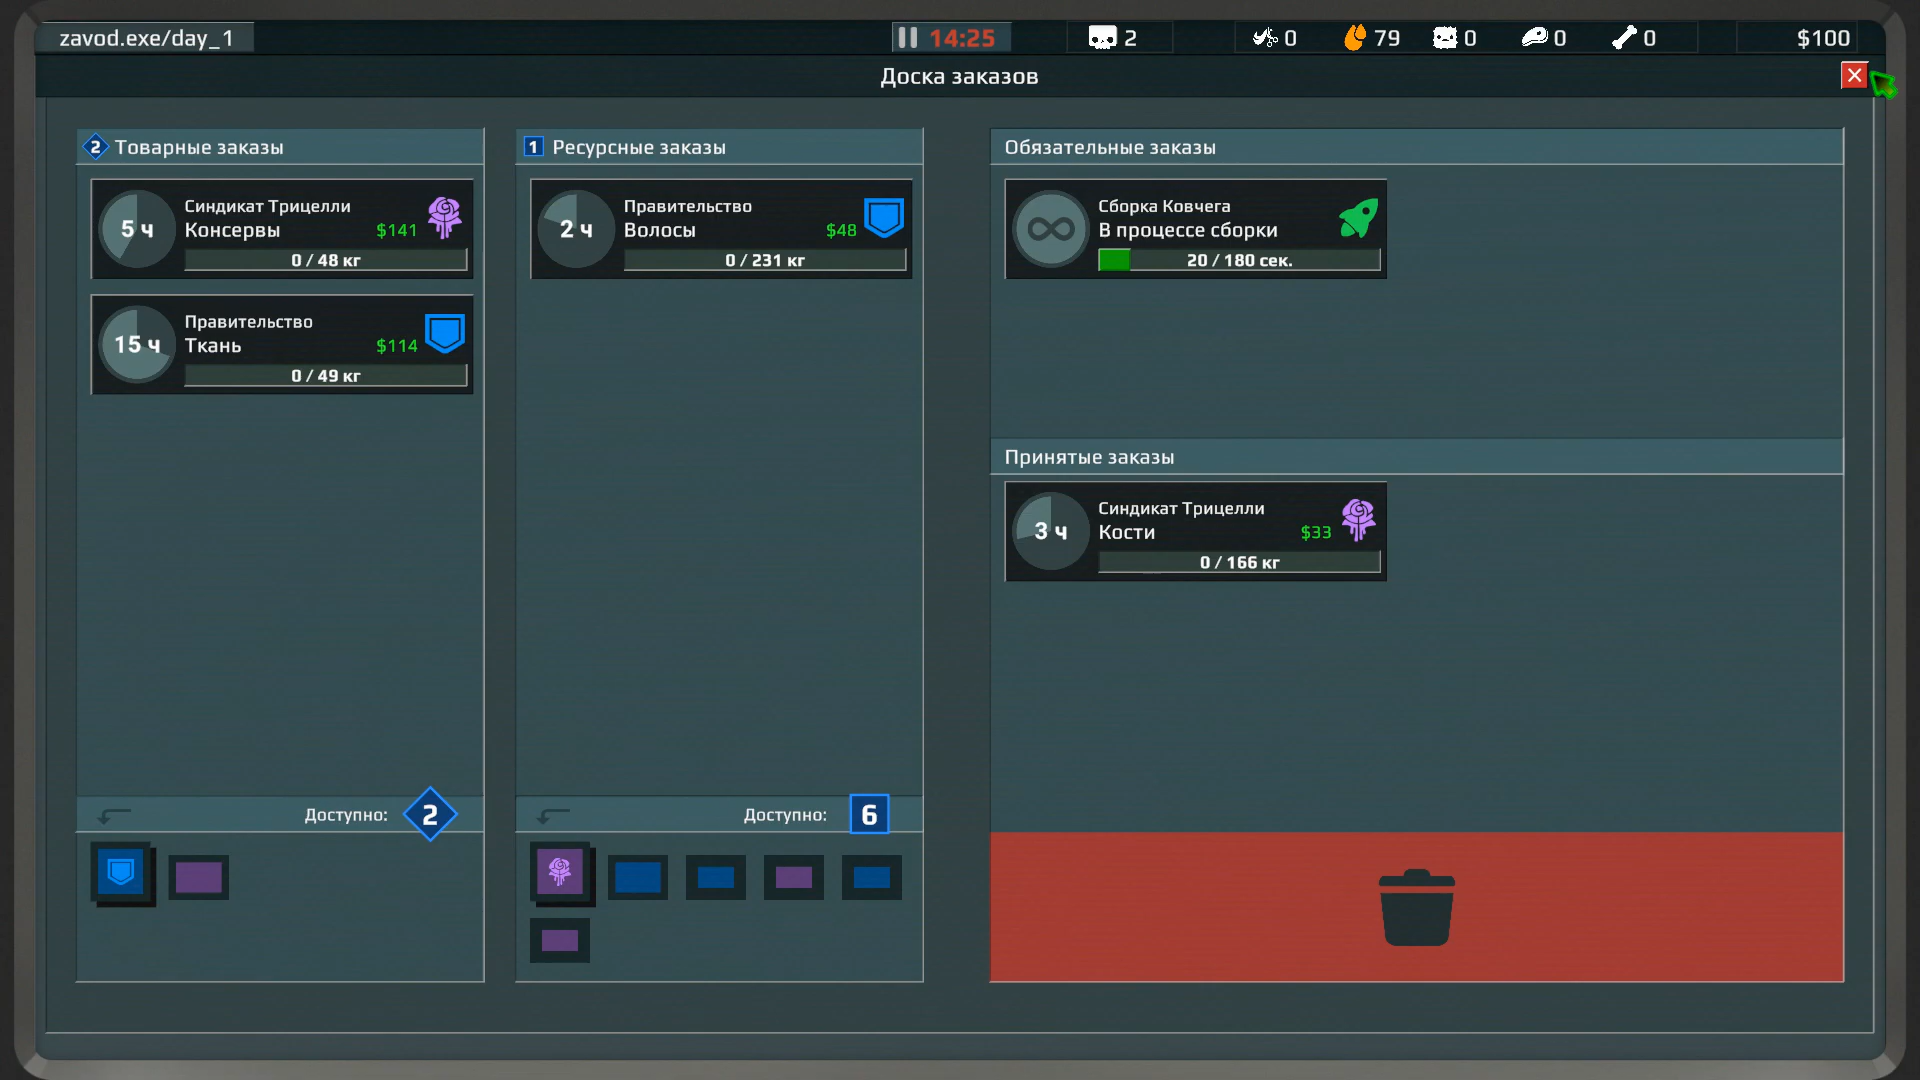 zavod.exe/day_1
14:25
2
0
79
0
0
0
$100
Доска заказов
2 Товарные заказы
5 ч
Синдикат Трицелли
Консервы $141
0 / 48 кг
15 ч
Правительство
Ткань $114
0 / 49 кг
Доступно: 2
1 Ресурсные заказы
2 ч
Правительство
Волосы $48
0 / 231 кг
Доступно: 6
Обязательные заказы
Сборка Ковчега
В процессе сборки
20 / 180 сек.
Принятые заказы
3 ч
Синдикат Трицелли
Кости $33
0 / 166 кг